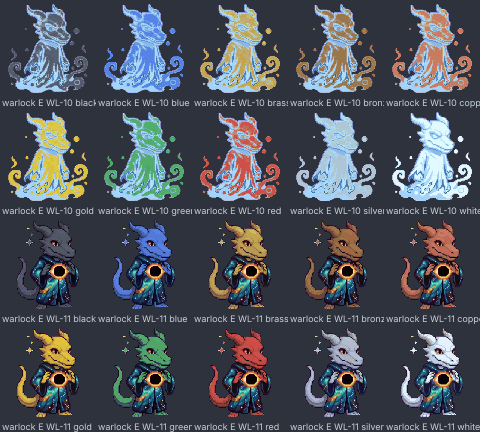 warlock E WL-10 black
warlock E WL-10 blue
warlock E WL-10 brass
warlock E WL-10 bronz
warlock E WL-10 copp
warlock E WL-10 gold
warlock E WL-10 green
warlock E WL-10 red
warlock E WL-10 silver
warlock E WL-10 white
warlock E WL-11 black
warlock E WL-11 blue
warlock E WL-11 brass
warlock E WL-11 bronz
warlock E WL-11 copp
warlock E WL-11 gold
warlock E WL-11 green
warlock E WL-11 red
warlock E WL-11 silver
warlock E WL-11 white